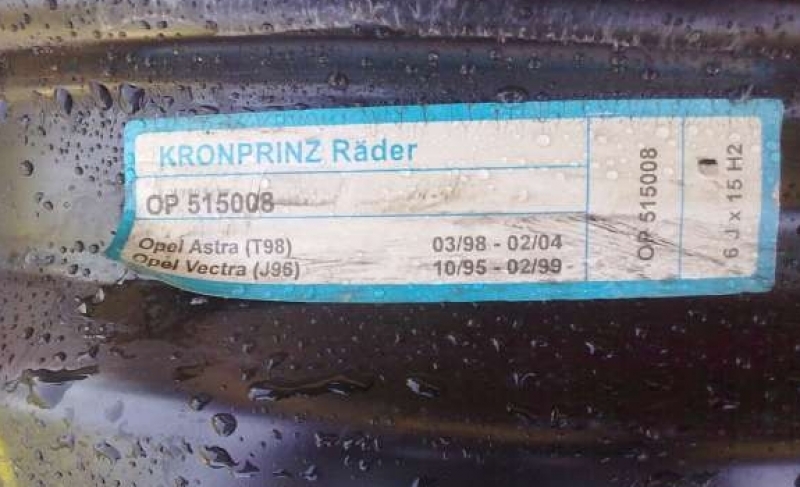 KRONPRINZ Räder
OP 515008
Opel Astra (T98) 03/98 - 02/04
Opel Vectra (J96) 10/95 - 02/99
OP 515008
6 J x 15 H2